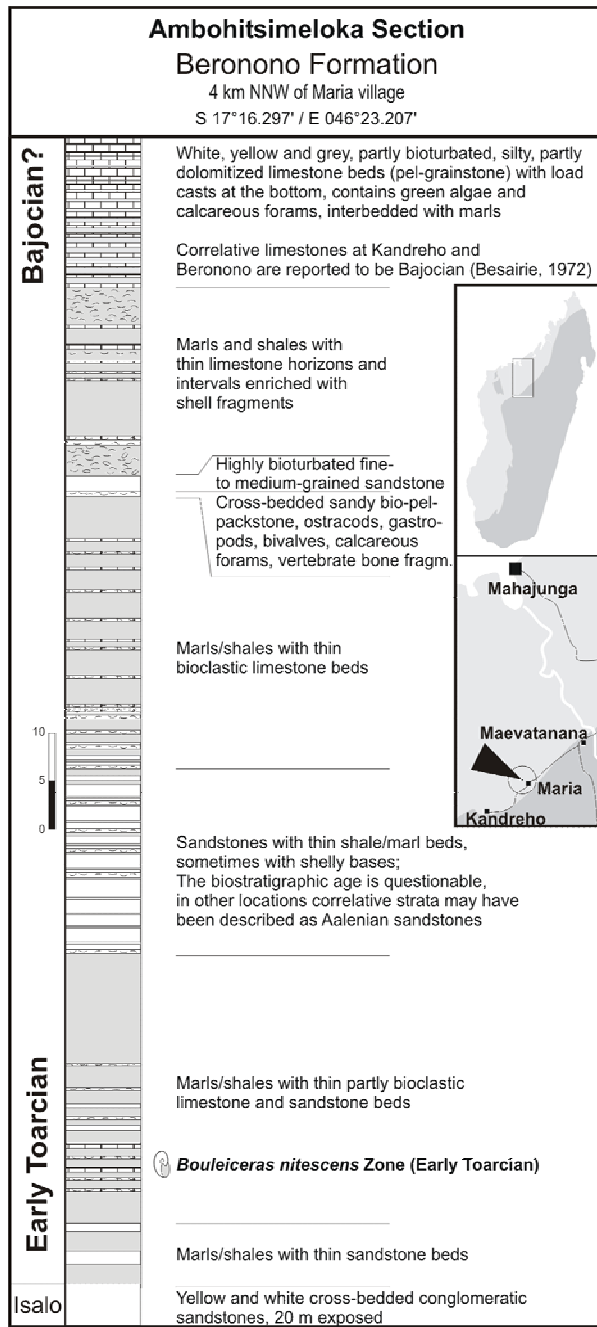 Ambohitsimeloka Section
Beronono Formation
4 km NNW of Maria village
S 17°16.297' / E 046°23.207'
Bajocian?
White, yellow and grey, partly bioturbated, silty, partly
dolomitized limestone beds (pel-grainstone) with load
casts at the bottom, contains green algae and
calcareous forams, interbedded with marls
Correlative limestones at Kandreho and
Beronono are reported to be Bajocian (Besairie, 1972)
Marls and shales with
thin limestone horizons and
intervals enriched with
shell fragments
Highly bioturbated fine-
to medium-grained sandstone
Cross-bedded sandy bio-pel-
packstone, ostracods, gastro-
pods, bivalves, calcareous
forams, vertebrate bone fragm.
Mahajunga
Maevatanana
Maria
Kandreho
Marls/shales with thin
bioclastic limestone beds
10
5
0
Sandstones with thin shale/marl beds,
sometimes with shelly bases;
The biostratigraphic age is questionable,
in other locations correlative strata may have
been described as Aalenian sandstones
Early Toarcian
Marls/shales with thin partly bioclastic
limestone and sandstone beds
Bouleiceras nitescens Zone (Early Toarcian)
Marls/shales with thin sandstone beds
Isalo
Yellow and white cross-bedded conglomeratic
sandstones, 20 m exposed